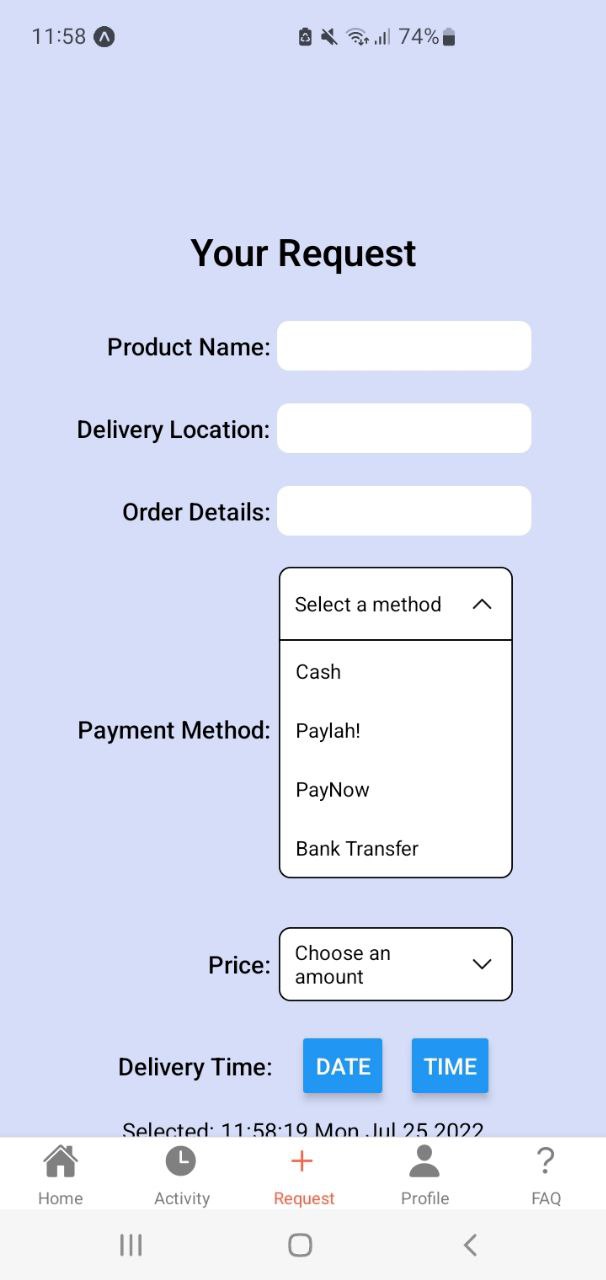 11:58 74%
Your Request
Product Name:
Delivery Location:
Order Details:
Select a method
Cash
Payment Method: Paylah!
PayNow
Bank Transfer
Price: Choose an
amount
Delivery Time: DATE TIME
Selected: 11:58:19 Mon Jul 25 2022
Home Activity Request Profile FAQ